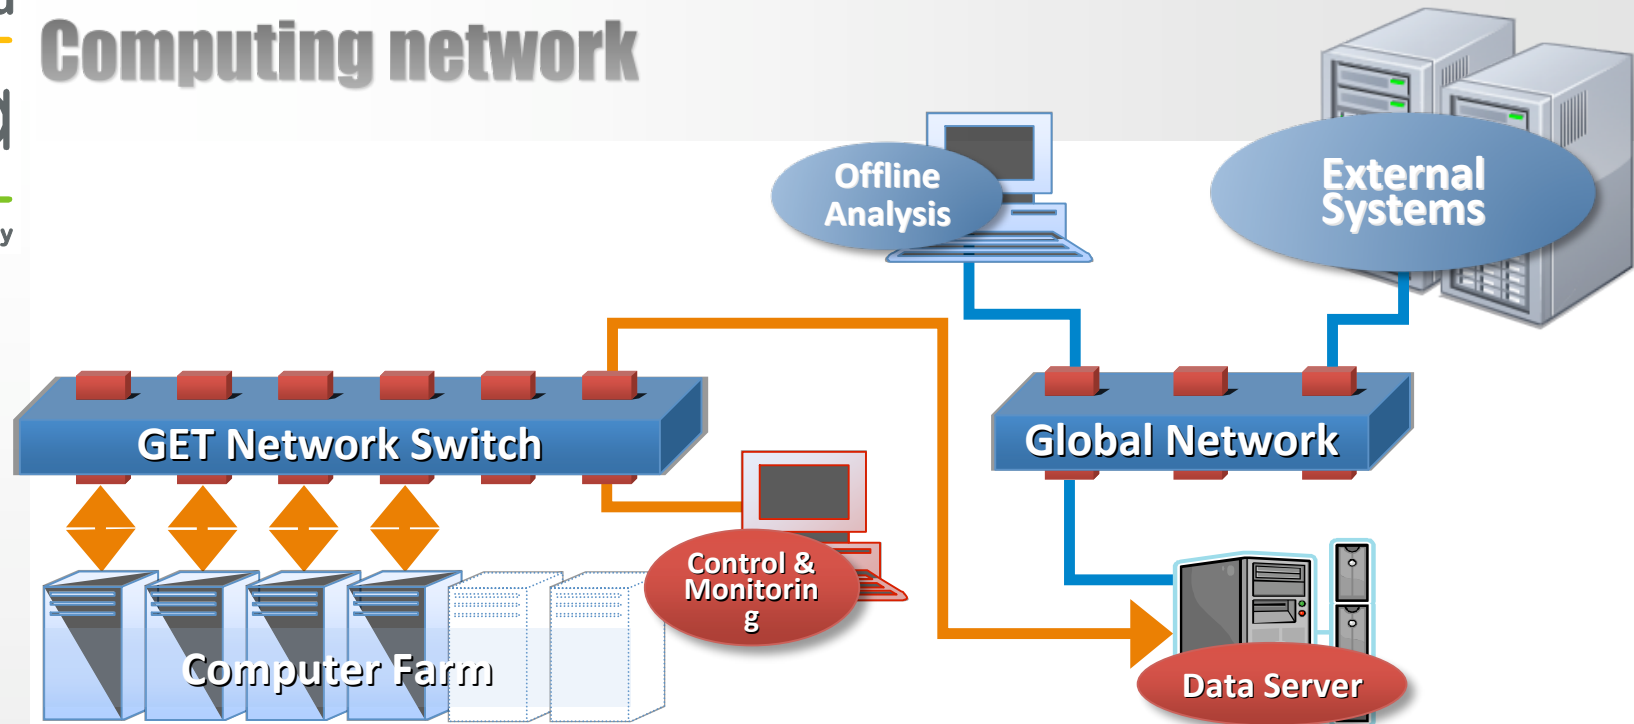 Computing network
Offline
Analysis
External
Systems
GET Network Switch
Global Network
Control &
Monitorin
g
Computer Farm
Data Server